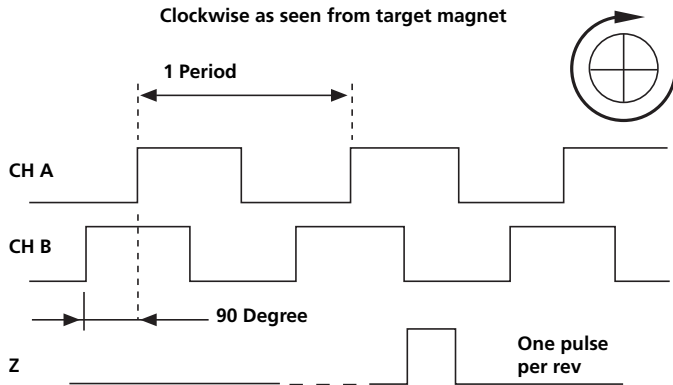 Clockwise as seen from target magnet
1 Period
CH A
CH B
90 Degree
Z
One pulse
per rev